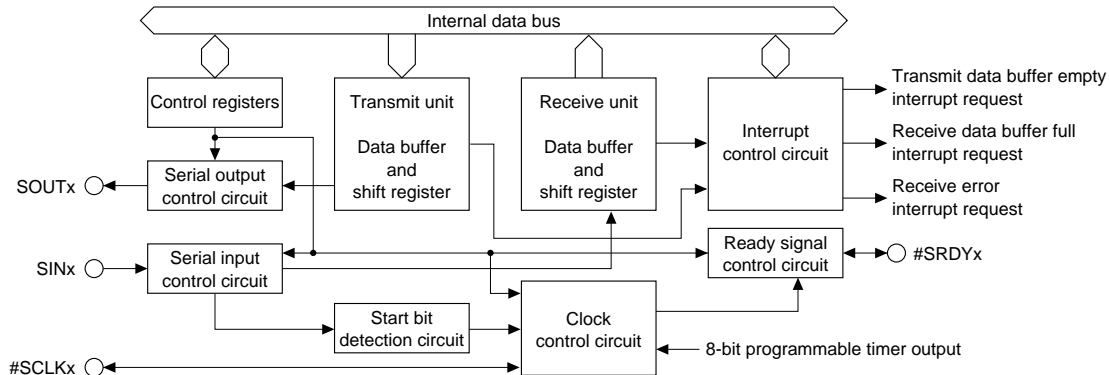 Internal data bus
Control registers
Transmit unit
Data buffer
and
shift register
Receive unit
Data buffer
and
shift register
Interrupt
control circuit
Transmit data buffer empty
interrupt request
Receive data buffer full
interrupt request
Receive error
interrupt request
SOUTx
Serial output
control circuit
SINx
Serial input
control circuit
Ready signal
control circuit
#SRDYx
Start bit
detection circuit
Clock
control circuit
8-bit programmable timer output
#SCLKx